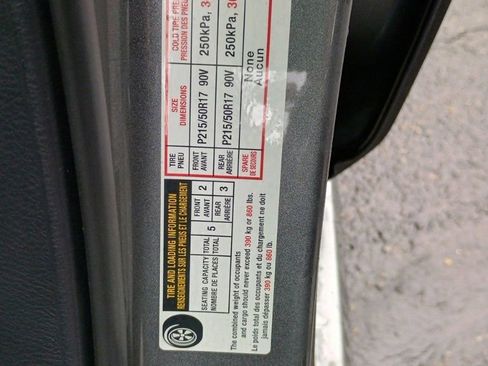 TIRE AND LOADING INFORMATION
RENSEIGNEMENTS SUR LES PNEUS ET LE CHARGEMENT
SEATING CAPACITY TOTAL 5 FRONT 2 REAR 3
NOMBRE DE PLACES TOTAL AVANT ARRIÈRE
The combined weight of occupants
and cargo should never exceed 390 kg or 860 lbs.
Le poids total des occupants et du chargement ne doit
jamais dépasser 390 kg ou 860 lb.
TIRE SIZE COLD TIRE
PNEU DIMENSIONS PRESSION DES
FRONT P215/50R17 90V 250kPa,
AVANT
REAR P215/50R17 90V 250kPa,
ARRIÈRE
SPARE None
DE SECOURS Aucun